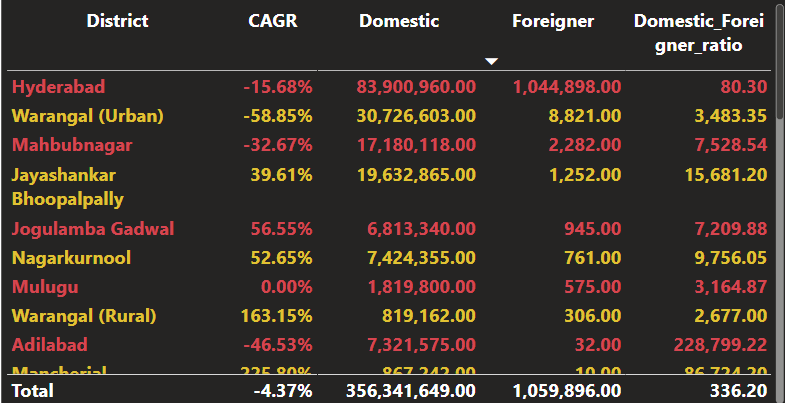 District CAGR Domestic Foreigner Domestic_Forei
gner_ratio
Hyderabad -15.68% 83,900,960.00 1,044,898.00 80.30
Warangal (Urban) -58.85% 30,726,603.00 8,821.00 3,483.35
Mahbubnagar -32.67% 17,180,118.00 2,282.00 7,528.54
Jayashankar 39.61% 19,632,865.00 1,252.00 15,681.20
Bhoopalpally
Jogulamba Gadwal 56.55% 6,813,340.00 945.00 7,209.88
Nagarkurnool 52.65% 7,424,355.00 761.00 9,756.05
Mulugu 0.00% 1,819,800.00 575.00 3,164.87
Warangal (Rural) 163.15% 819,162.00 306.00 2,677.00
Adilabad -46.53% 7,321,575.00 32.00 228,799.22
Mancherial 225.80% 867,242.00 10.00 86,724.20
Total -4.37% 356,341,649.00 1,059,896.00 336.20